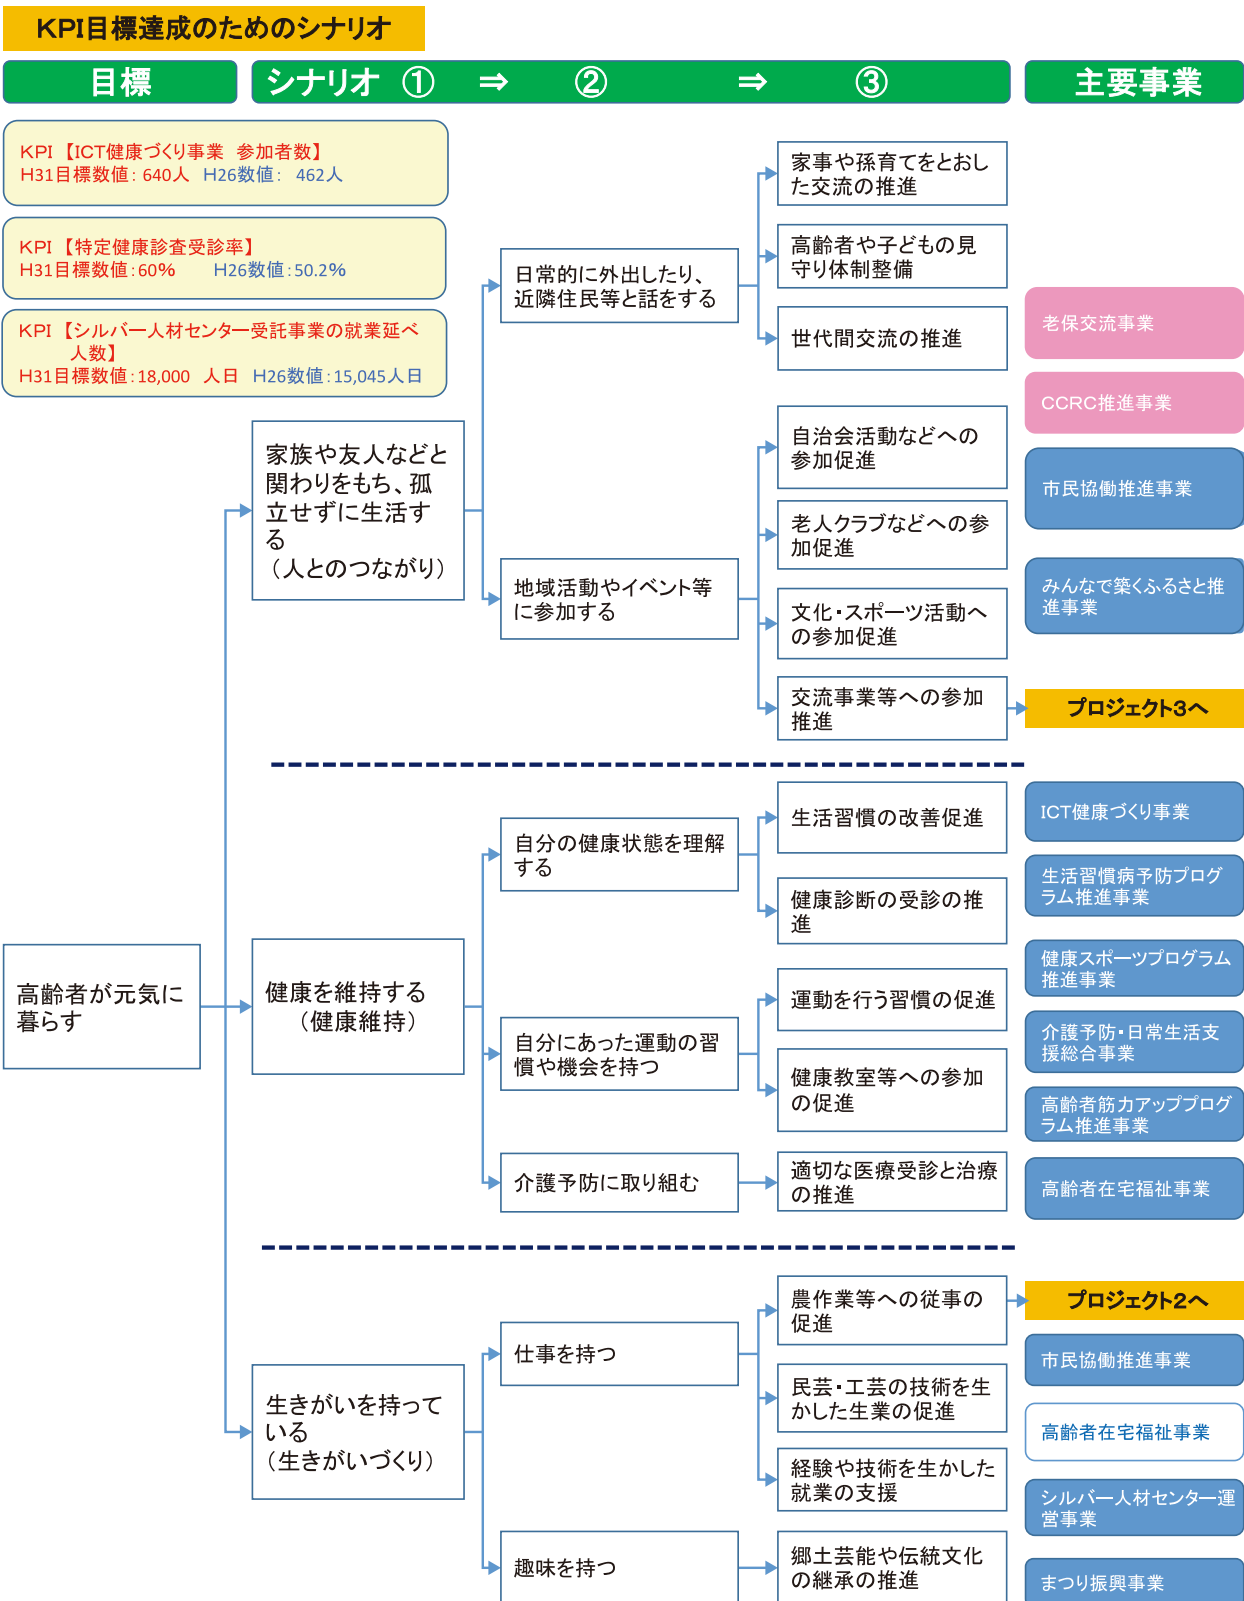 KPI目標達成のためのシナリオ
目標
シナリオ ① ⇒ ② ⇒ ③
主要事業
KPI 【ICT健康づくり事業 参加者数】
H31目標数値: 640人 H26数値: 462人
KPI 【特定健康診査受診率】
H31目標数値:60% H26数値:50.2%
KPI 【シルバー人材センター受託事業の就業延べ
人数】
H31目標数値:18,000 人日 H26数値:15,045人日
高齢者が元気に
暮らす
家族や友人などと
関わりをもち、孤
立せずに生活す
る
(人とのつながり)
日常的に外出したり、
近隣住民等と話をする
家事や孫育てをとおし
た交流の推進
高齢者や子どもの見
守り体制整備
世代間交流の推進
地域活動やイベント等
に参加する
自治会活動などへの
参加促進
老人クラブなどへの参
加促進
文化・スポーツ活動へ
の参加促進
交流事業等への参加
推進
老保交流事業
CCRC推進事業
市民協働推進事業
みんなで築くふるさと推
進事業
プロジェクト3へ
健康を維持する
(健康維持)
自分の健康状態を理解
する
生活習慣の改善促進
健康診断の受診の推
進
自分にあった運動の習
慣や機会を持つ
運動を行う習慣の促進
健康教室等への参加
の促進
介護予防に取り組む
適切な医療受診と治療
の推進
ICT健康づくり事業
生活習慣病予防プログ
ラム推進事業
健康スポーツプログラム
推進事業
介護予防・日常生活支
援総合事業
高齢者筋力アッププログ
ラム推進事業
高齢者在宅福祉事業
生きがいを持って
いる
(生きがいづくり)
仕事を持つ
農作業等への従事の
促進
民芸・工芸の技術を生
かした生業の促進
経験や技術を生かした
就業の支援
趣味を持つ
郷土芸能や伝統文化
の継承の推進
プロジェクト2へ
市民協働推進事業
高齢者在宅福祉事業
シルバー人材センター運
営事業
まつり振興事業